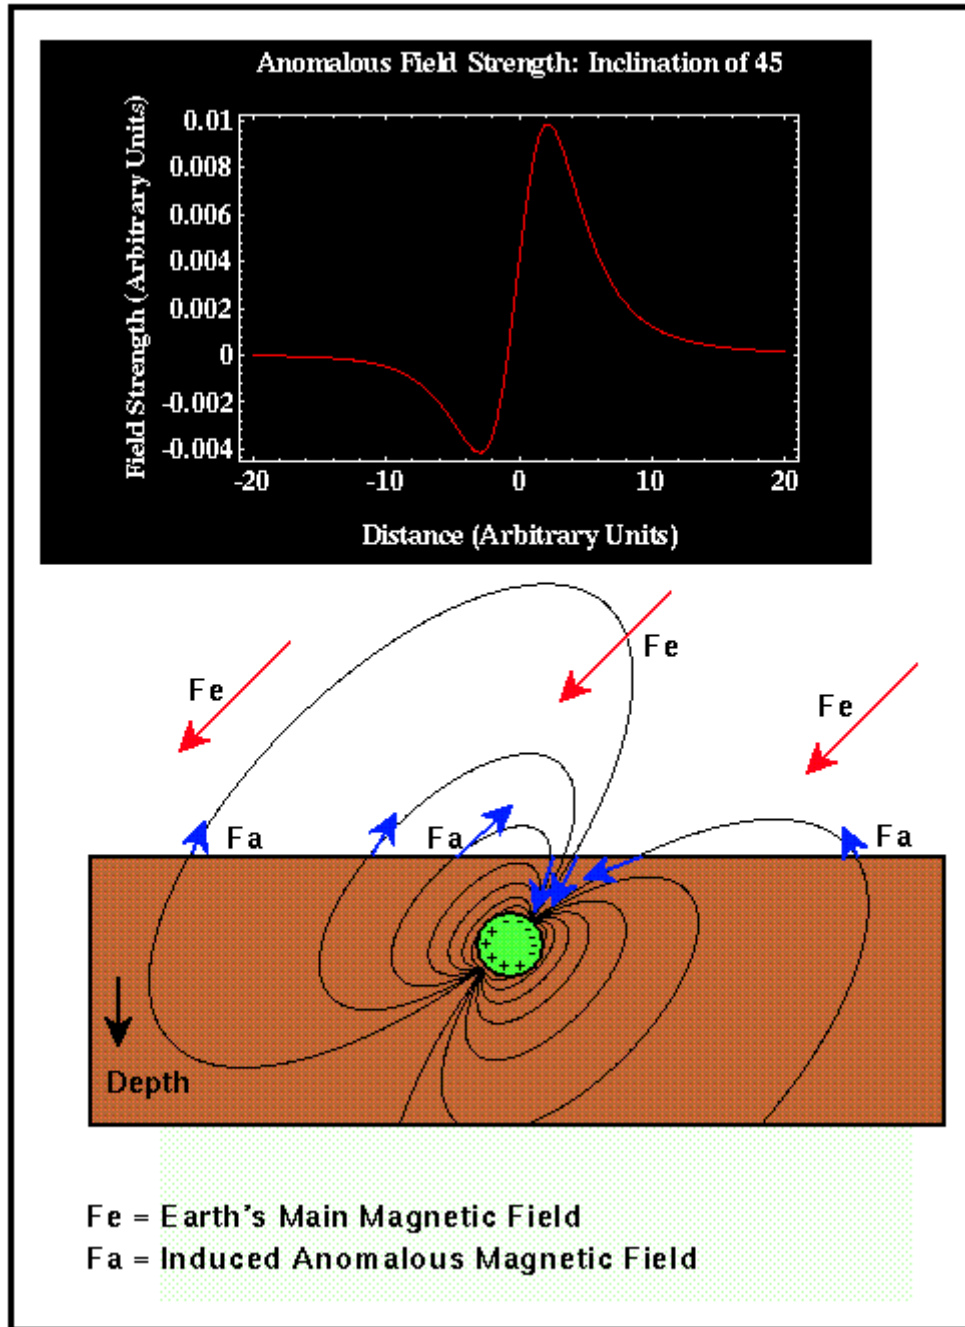 Anomalous Field Strength: Inclination of 45
Field Strength (Arbitrary Units)
0.01
0.008
0.006
0.004
0.002
0
-0.002
-0.004
-20 -10 0 10 20
Distance (Arbitrary Units)
Fe
Fe
Fe
Fa
Fa
Fa
Depth
Fe = Earth's Main Magnetic Field
Fa = Induced Anomalous Magnetic Field